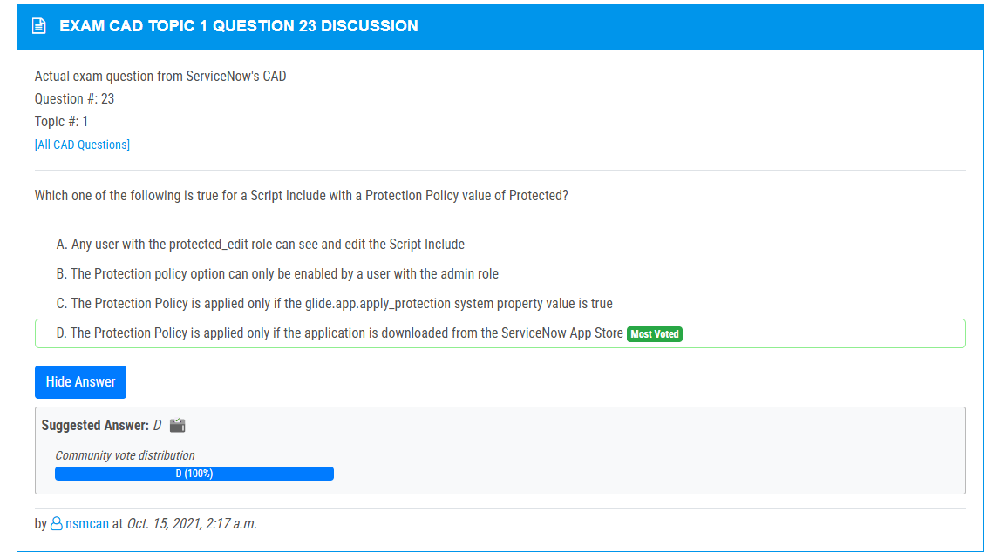 EXAM CAD TOPIC 1 QUESTION 23 DISCUSSION
Actual exam question from ServiceNow's CAD
Question #: 23
Topic #: 1
[All CAD Questions]
Which one of the following is true for a Script Include with a Protection Policy value of Protected?
A. Any user with the protected_edit role can see and edit the Script Include
B. The Protection policy option can only be enabled by a user with the admin role
C. The Protection Policy is applied only if the glide.app.apply_protection system property value is true
D. The Protection Policy is applied only if the application is downloaded from the ServiceNow App Store Most Voted
Hide Answer
Suggested Answer: D
Community vote distribution
D (100%)
by nsmcan at Oct. 15, 2021, 2:17 a.m.